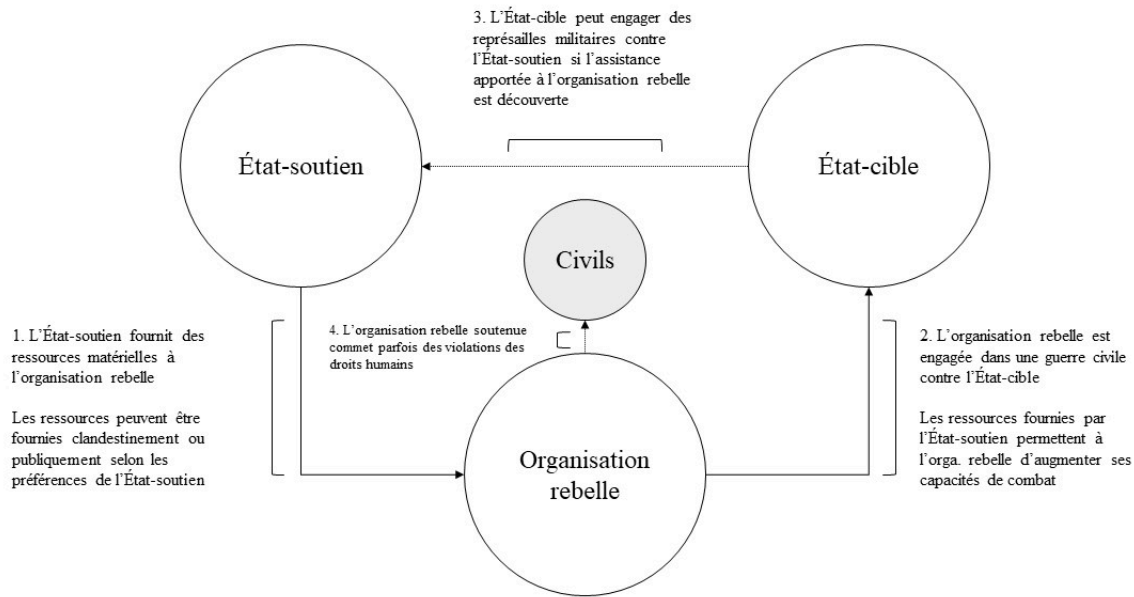 3. L'État-cible peut engager des
représailles militaires contre
l'État-soutien si l'assistance
apportée à l'organisation rebelle
est découverte
État-soutien
État-cible
Civils
1. L'État-soutien fournit des
ressources matérielles à
l'organisation rebelle
Les ressources peuvent être
fournies clandestinement ou
publiquement selon les
préférences de l'État-soutien
4. L'organisation rebelle soutenue
commet parfois des violations des
droits humains
2. L'organisation rebelle est
engagée dans une guerre civile
contre l'État-cible
Les ressources fournies par
l'État-soutien permettent à
l'orga. rebelle d'augmenter ses
capacités de combat
Organisation
rebelle